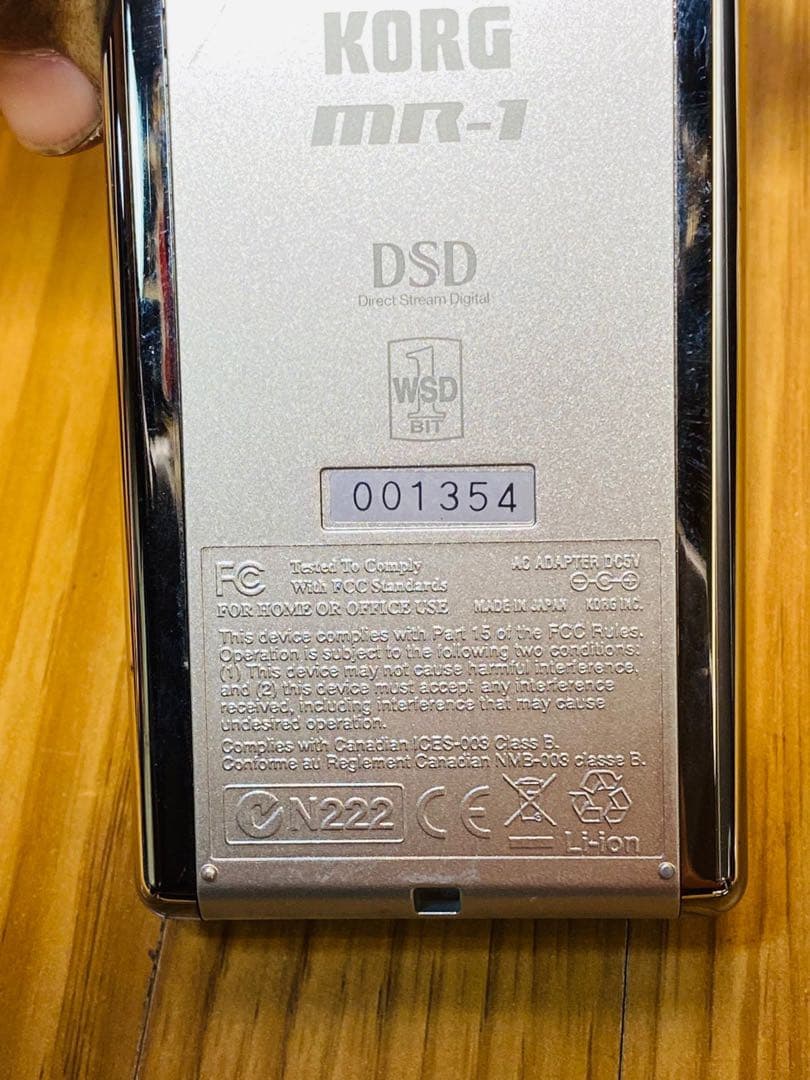 KORG
MR-1
DSD
Direct Stream Digital
1
WSD
BIT
001354
FC Tested To Comply
With FCC Standards
FOR HOME OR OFFICE USE
AC ADAPTER DC5V
MADE IN JAPAN KORG INC.
This device complies with Part 15 of the FCC Rules.
Operation is subject to the following two conditions:
(1) This device may not cause harmful interference,
and (2) this device must accept any interference
received, including interference that may cause
undesired operation.
Complies with Canadian ICES-003 Class B.
Conforme au Reglement Canadian NMB-003 classe B.
N222 CE
Li-ion